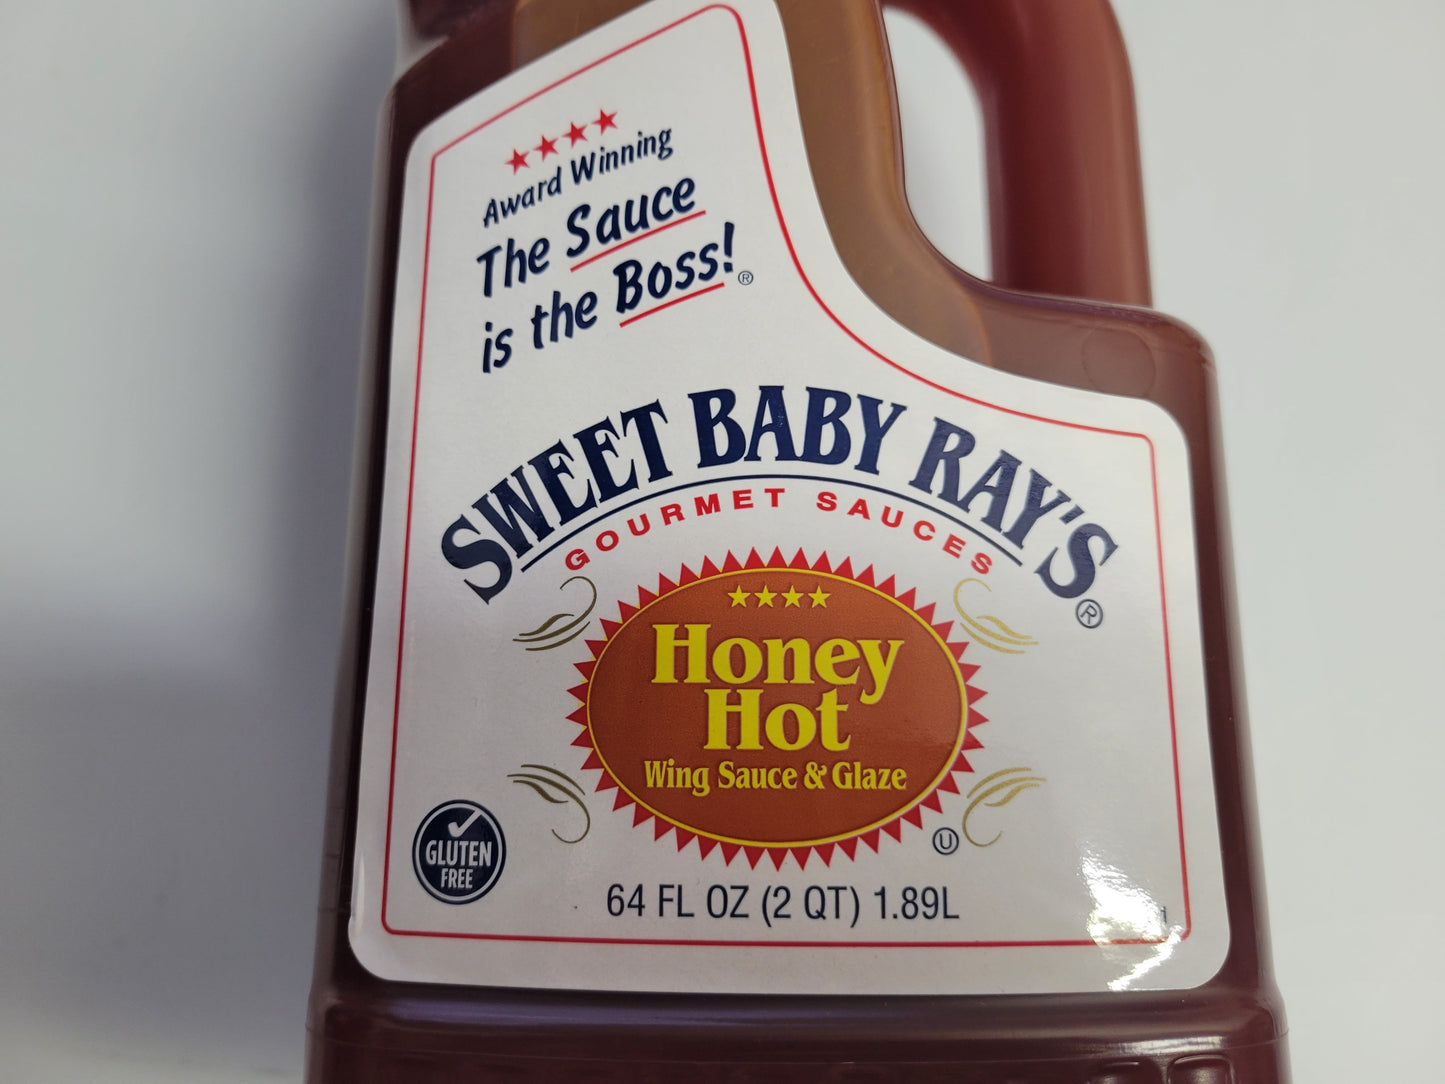 Award Winning
The Sauce
is the Boss!®
SWEET BABY RAY'S®
GOURMET SAUCES
Honey
Hot
Wing Sauce & Glaze
U
GLUTEN
FREE
64 FL OZ (2 QT) 1.89L